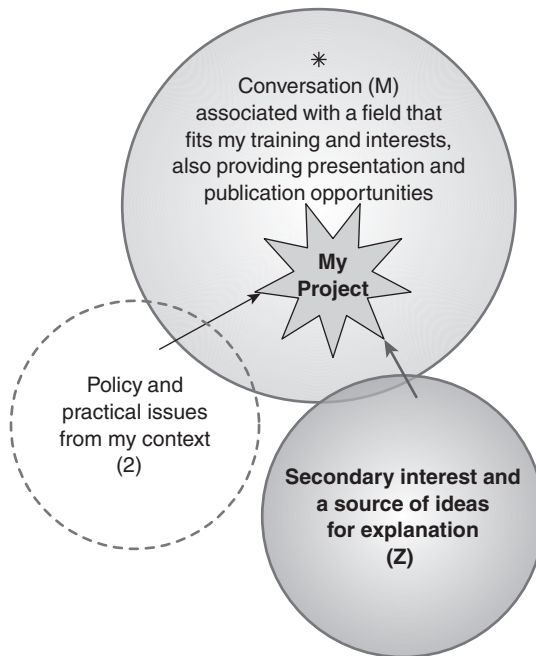 *
Conversation (M)
associated with a field that
fits my training and interests,
also providing presentation and
publication opportunities
My
Project
Policy and
practical issues
from my context
(2)
Secondary interest and
a source of ideas
for explanation
(Z)